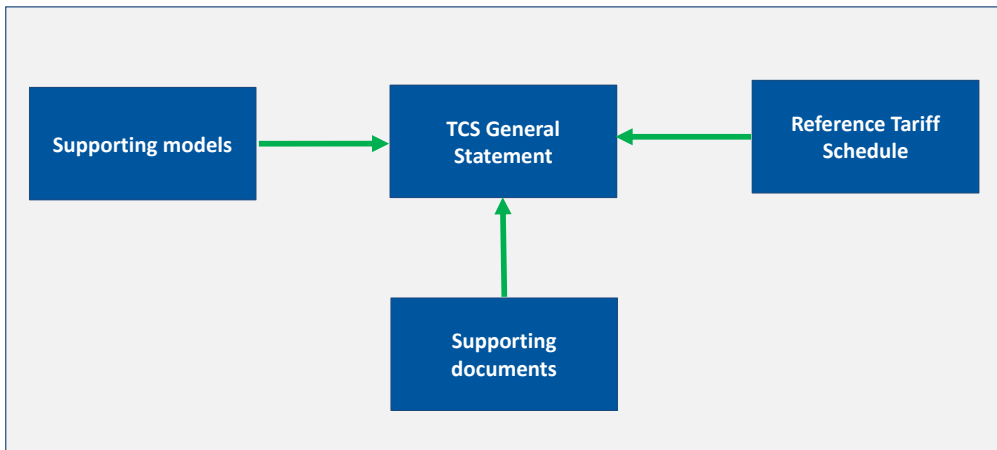 Supporting models
TCS General
Statement
Reference Tariff
Schedule
Supporting
documents